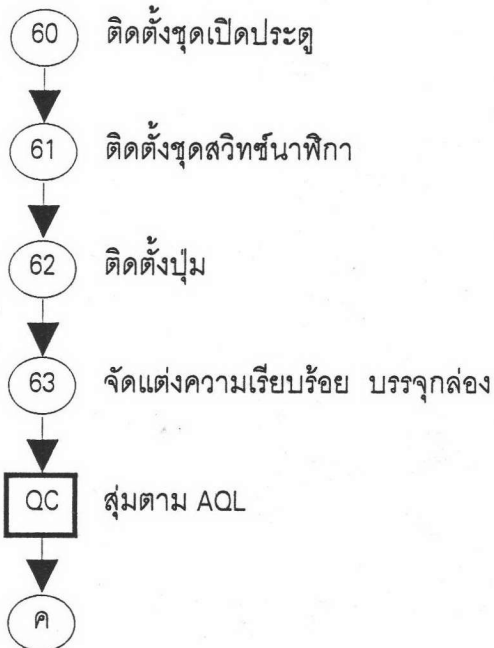 60 ติดตั้งชุดเปิดประตู
61 ติดตั้งชุดสวิทซ์นาฬิกา
62 ติดตั้งปุ่ม
63 จัดแต่งความเรียบร้อย บรรจุกล่อง
QC สุ่มตาม AQL
ค